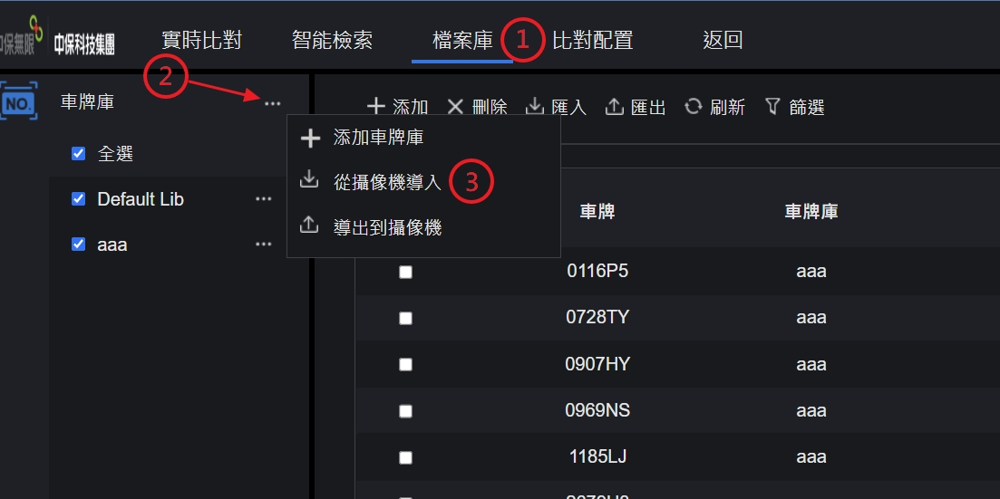 中保無限 中保科技集團 實時比對 智能檢索 檔案庫 1 比對配置 返回
2
NO. 車牌庫 ... 添加 刪除 匯入 匯出 刷新 篩選
添加車牌庫
全選
從攝像機導入 3
Default Lib ...
車牌 車牌庫
導出到攝像機
aaa ...
0116P5 aaa
0728TY aaa
0907HY aaa
0969NS aaa
1185LJ aaa